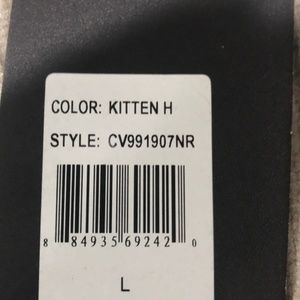 COLOR: KITTEN H
STYLE: CV991907NR
8 84935 69242 0
L